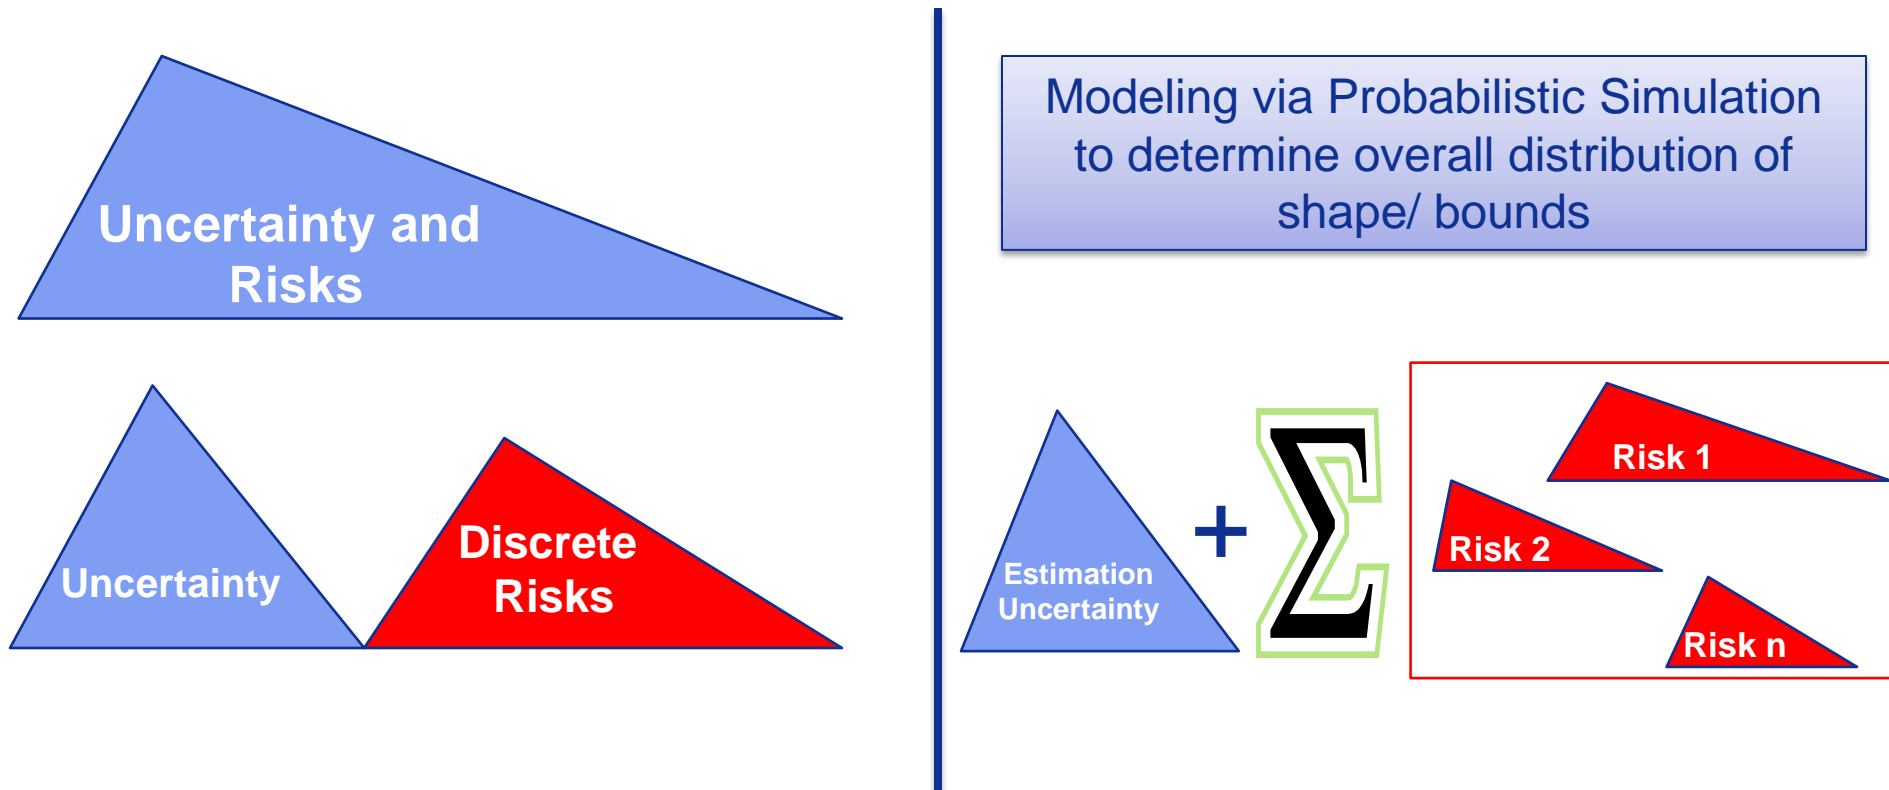 Uncertainty and
Risks
Uncertainty
Discrete
Risks
Modeling via Probabilistic Simulation
to determine overall distribution of
shape/ bounds
Estimation
Uncertainty
+
Σ
Risk 1
Risk 2
Risk n